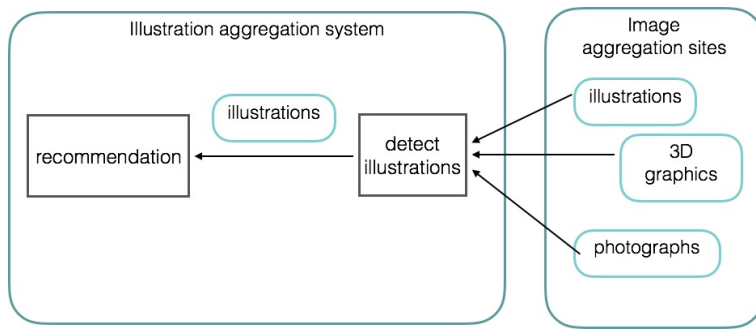 Illustration aggregation system
Image
aggregation sites
illustrations
illustrations
detect
illustrations
recommendation
3D
graphics
photographs